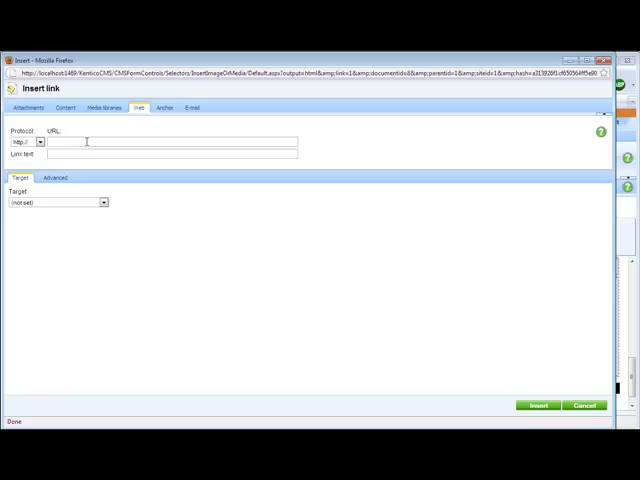 Insert - Mozilla Firefox
http://localhost:1469/KenticoCMS/CMSFormControls/Selectors/InsertImageOrMedia/Default.aspx?output=html&amp;link=1&amp;documentid=8&amp;parentid=1&amp;siteid=1&amp;hash=a313926f1cf650564ff5e90
Insert link
Attachments Content Media libraries Web Anchor E-mail
Protocol: URL:
http://
Link text
Target Advanced
Target
(not set)
Insert Cancel
Done